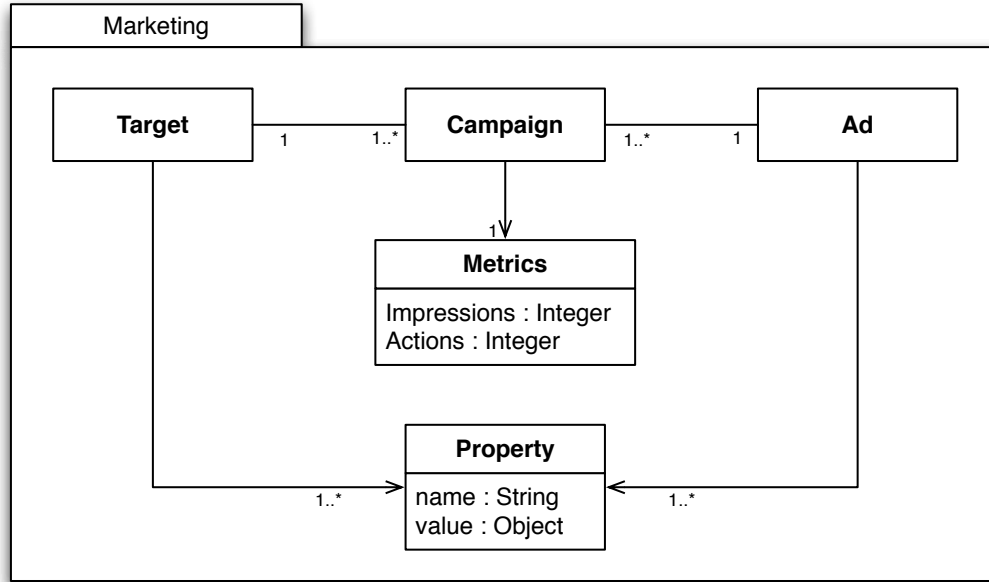 Marketing
Target
1
1..*
Campaign
1..*
1
Ad
1
Metrics
Impressions : Integer
Actions : Integer
Property
name : String
value : Object
1..*
1..*